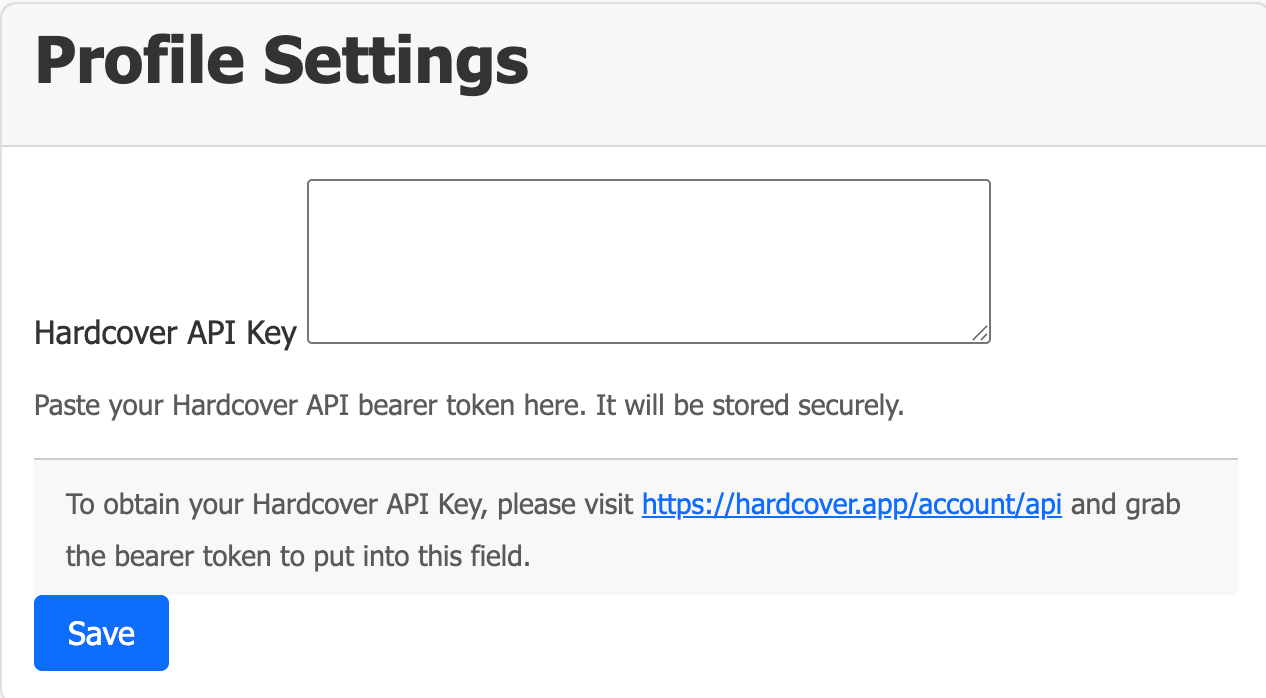 Profile Settings
Hardcover API Key
Paste your Hardcover API bearer token here. It will be stored securely.
To obtain your Hardcover API Key, please visit https://hardcover.app/account/api and grab
the bearer token to put into this field.
Save